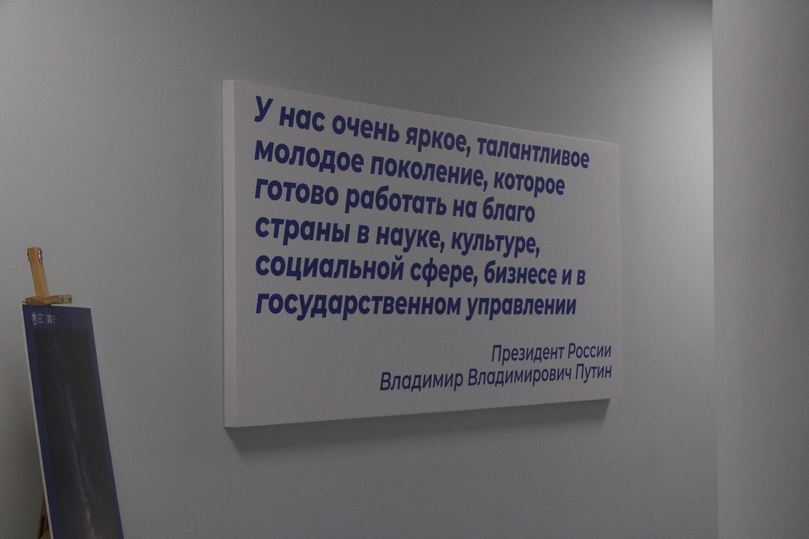 У нас очень яркое, талантливое
молодое поколение, которое
готово работать на благо
страны в науке, культуре,
социальной сфере, бизнесе и в
государственном управлении
Президент России
Владимир Владимирович Путин